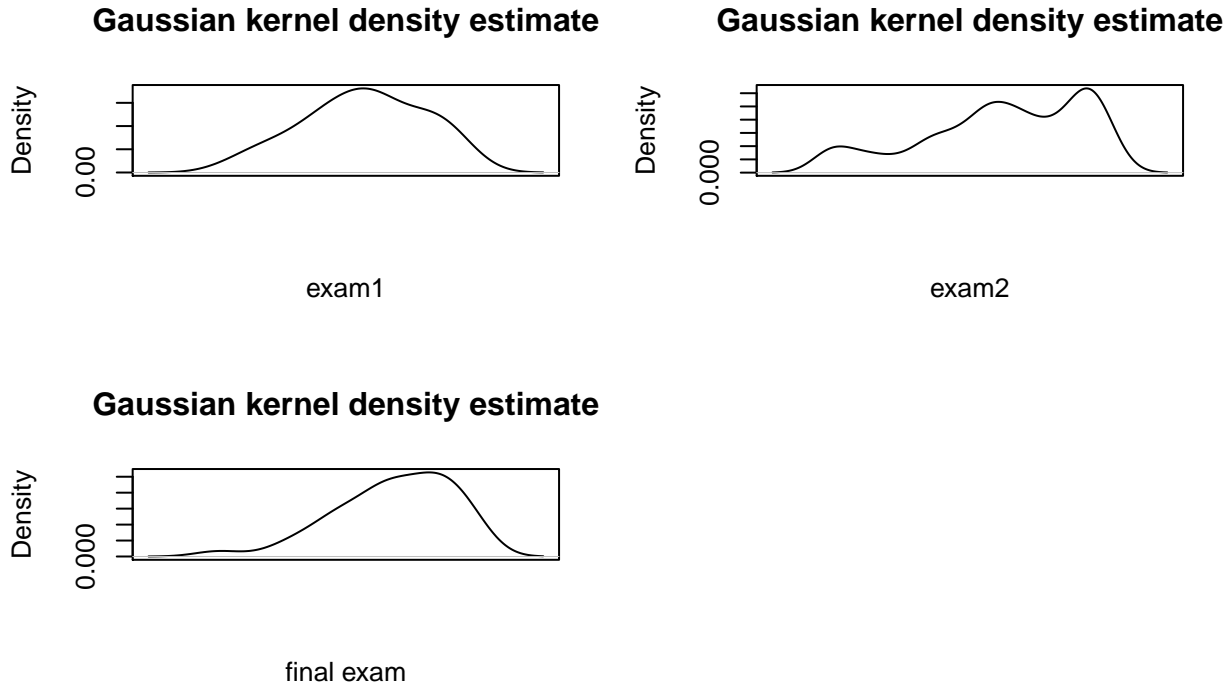 Gaussian kernel density estimate
Density
0.00
exam1
Gaussian kernel density estimate
Density
0.000
exam2
Gaussian kernel density estimate
Density
0.000
final exam